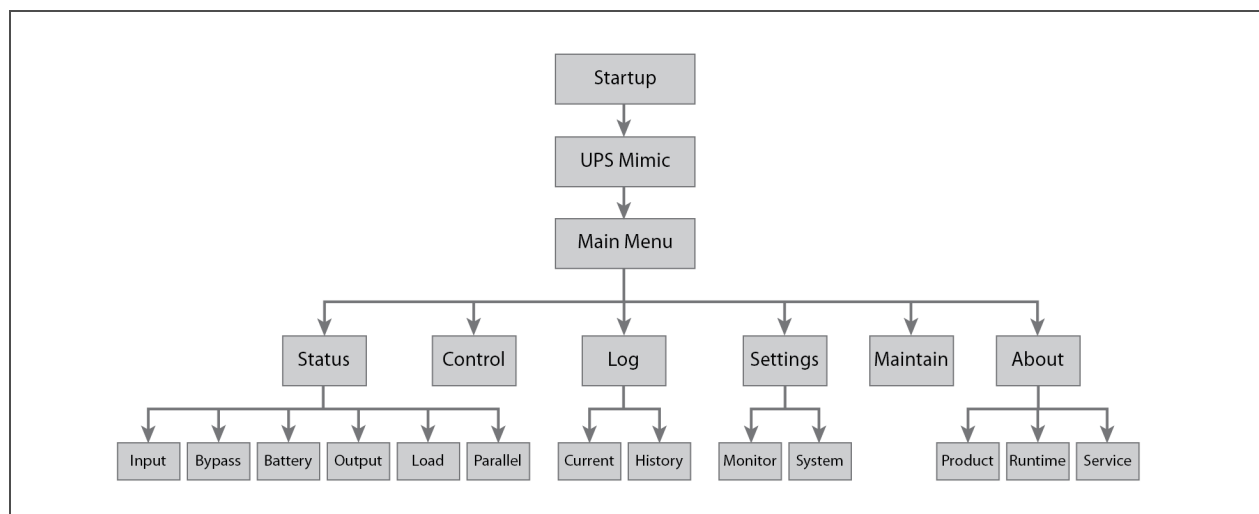 Startup
UPS Mimic
Main Menu
Status Control Log Settings Maintain About
Input Bypass Battery Output Load Parallel Current History Monitor System Product Runtime Service